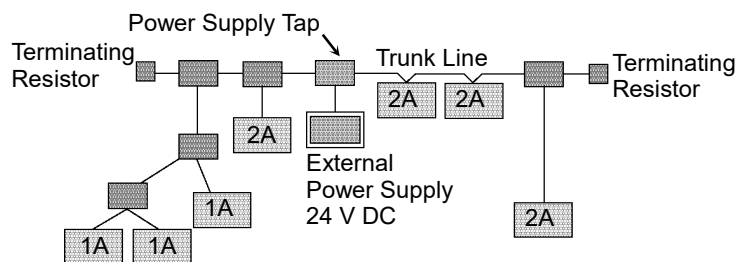 Power Supply Tap
Terminating
Resistor
Trunk Line
Terminating
Resistor
2A
2A
2A
External
Power Supply
24 V DC
1A
2A
1A
1A